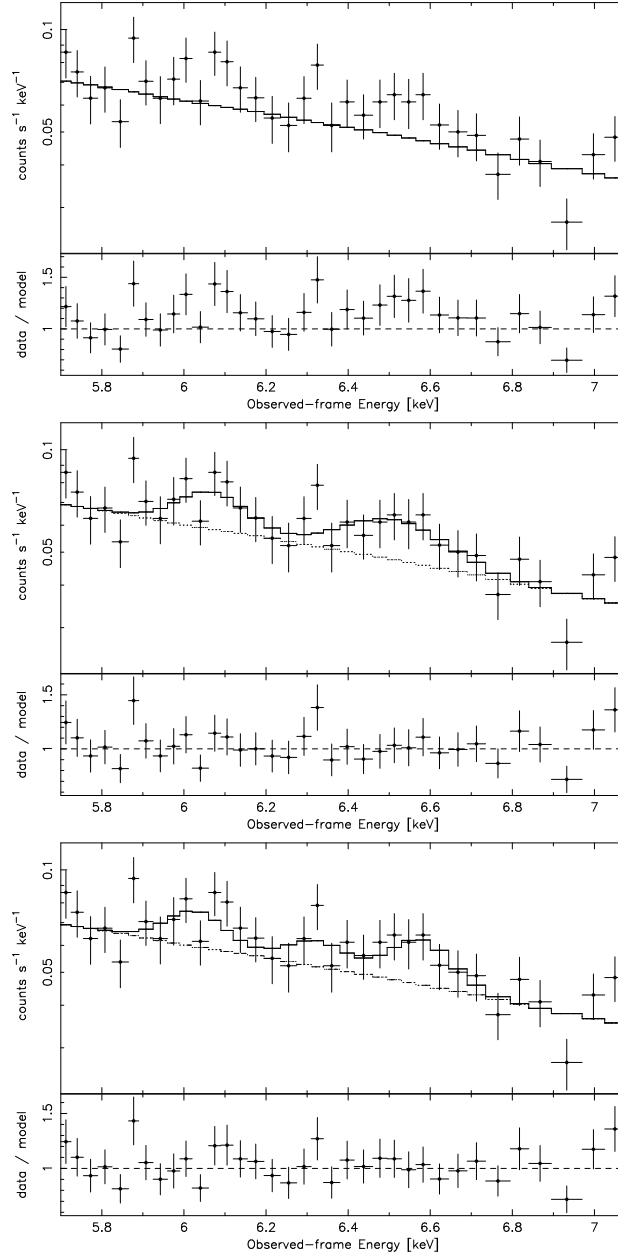 0.1
0.05
counts s⁻¹ keV⁻¹
1.5
1
data / model
5.8 6 6.2 6.4 6.6 6.8 7
Observed−frame Energy [keV]
0.1
0.05
counts s⁻¹ keV⁻¹
1.5
1
data / model
5.8 6 6.2 6.4 6.6 6.8 7
Observed−frame Energy [keV]
0.1
0.05
counts s⁻¹ keV⁻¹
1.5
1
data / model
5.8 6 6.2 6.4 6.6 6.8 7
Observed−frame Energy [keV]